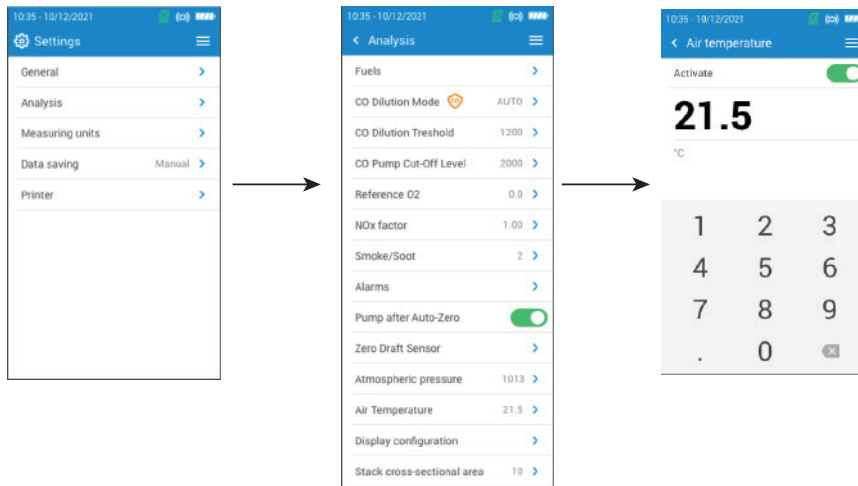 10:35 - 10/12/2021
Settings
General
Analysis
Measuring units
Data saving Manual
Printer
10:35 - 10/12/2021
Analysis
Fuels
CO Dilution Mode AUTO
CO Dilution Treshold 1200
CO Pump Cut-Off Level 2000
Reference O2 0.0
NOx factor 1.00
Smoke/Soot 2
Alarms
Pump after Auto-Zero
Zero Draft Sensor
Atmospheric pressure 1013
Air Temperature 21.5
Display configuration
Stack cross-sectional area 10
10:35 - 10/12/2021
Air temperature
Activate
21.5
°C
1 2 3
4 5 6
7 8 9
. 0